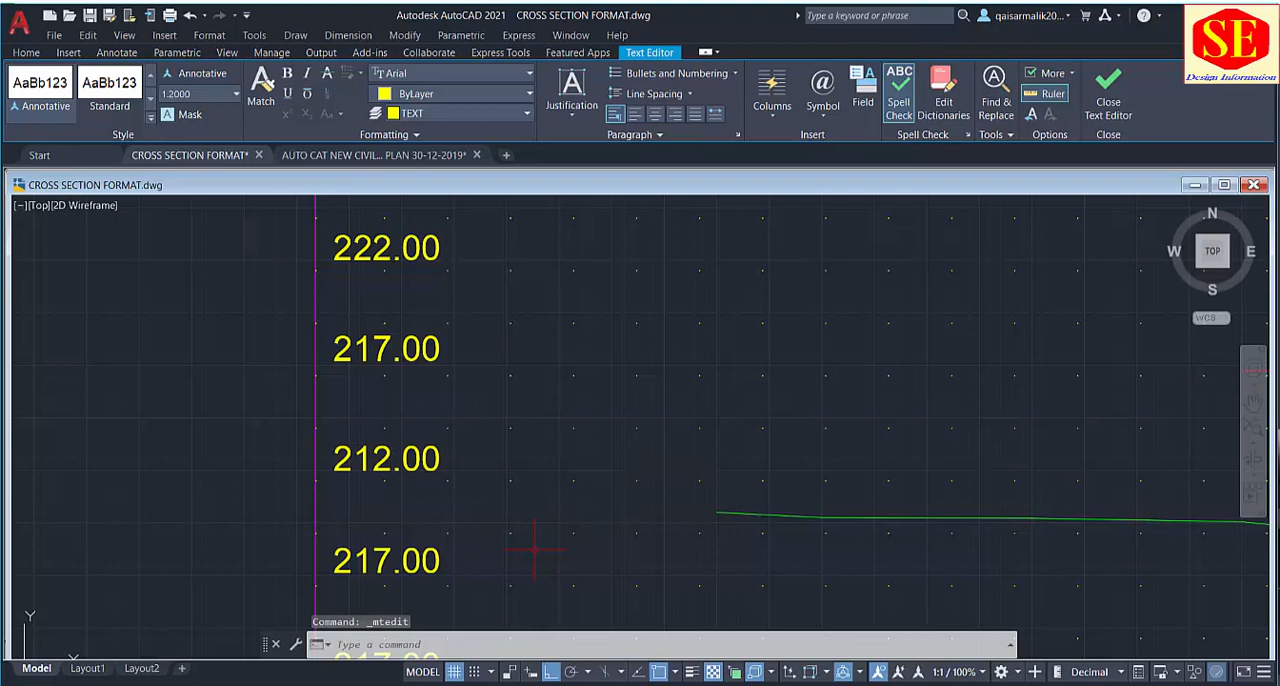 Autodesk AutoCAD 2021 CROSS SECTION FORMAT.dwg
Type a keyword or phrase
qaisarmalik20...
SE
Design Information
File Edit View Insert Format Tools Draw Dimension Modify Parametric Express Window Help
Home Insert Annotate Parametric View Manage Output Add-ins Collaborate Express Tools Featured Apps Text Editor
AaBb123 AaBb123 Annotative
Annotative Standard 1.2000
Mask
Style
Match
B I A
U O
Arial
ByLayer
TEXT
Formatting
Justification
Bullets and Numbering
Line Spacing
Paragraph
Columns Symbol Field
Insert
ABC
Spell Check
Edit Dictionaries
Spell Check
Find & Replace
Tools
More
Ruler
Options
Close Text Editor
Close
Start CROSS SECTION FORMAT* AUTO CAT NEW CIVIL... PLAN 30-12-2019*
CROSS SECTION FORMAT.dwg
[−][Top][2D Wireframe]
N
W TOP E
S
WCS
222.00
217.00
212.00
217.00
Y
Command: _mtedit
Type a command
217.00
Model Layout1 Layout2 +
MODEL 1:1 / 100% Decimal